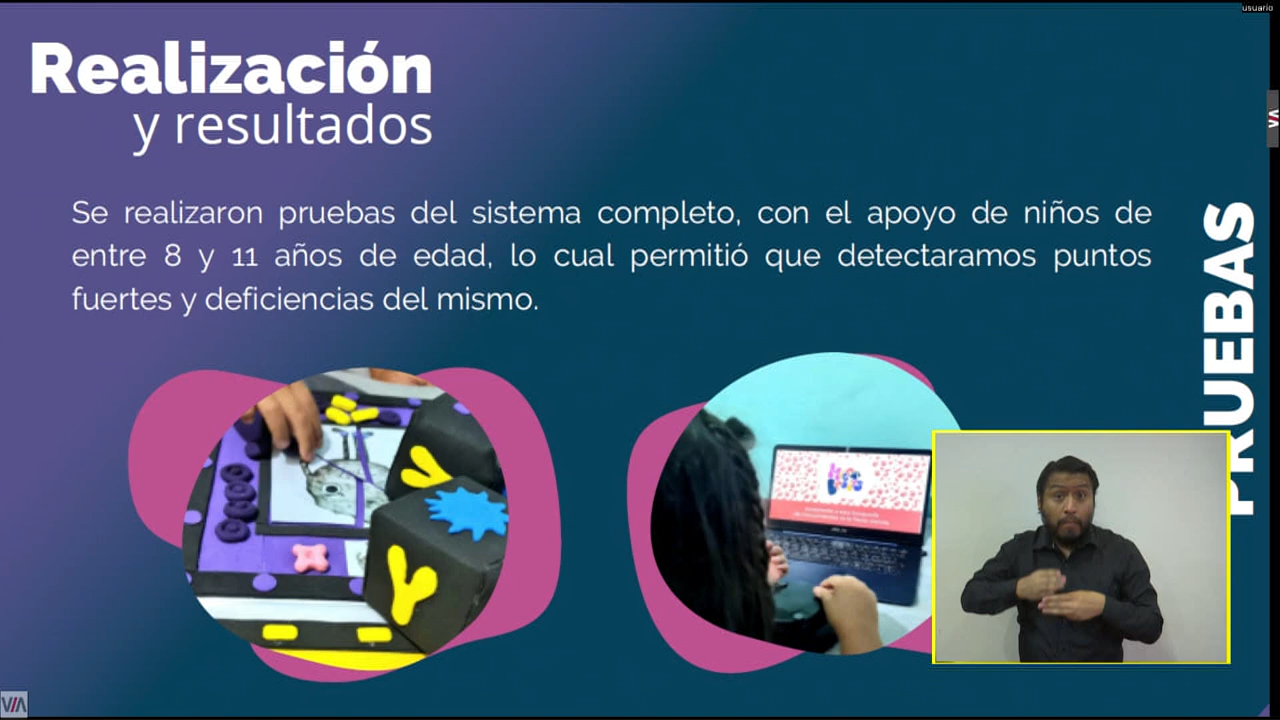 usuario
Realización
y resultados
Se realizaron pruebas del sistema completo, con el apoyo de niños de
entre 8 y 11 años de edad, lo cual permitió que detectaramos puntos
fuertes y deficiencias del mismo.
PRUEBAS
VIA